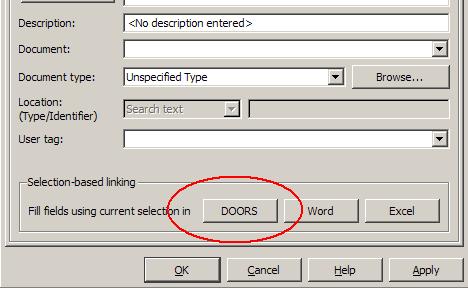 Description: <No description entered>
Document:
Document type: Unspecified Type Browse...
Location:
(Type/Identifier) Search text
User tag:
Selection-based linking
Fill fields using current selection in DOORS Word Excel
OK Cancel Help Apply